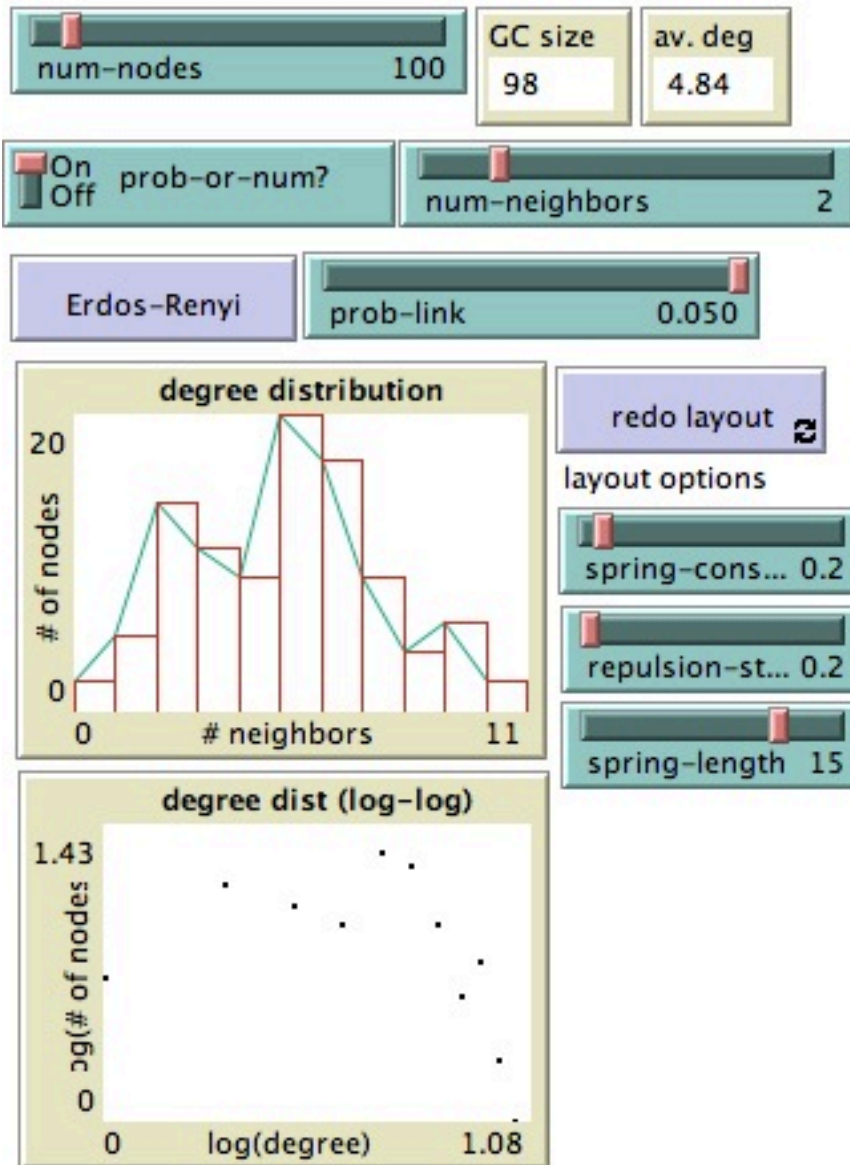 num-nodes 100
GC size
98
av. deg
4.84
On
Off
prob-or-num?
num-neighbors 2
Erdos-Renyi
prob-link 0.050
degree distribution
20
# of nodes
0
0 # neighbors 11
redo layout
layout options
spring-cons... 0.2
repulsion-st... 0.2
spring-length 15
degree dist (log-log)
1.43
og(# of nodes
0
0 log(degree) 1.08